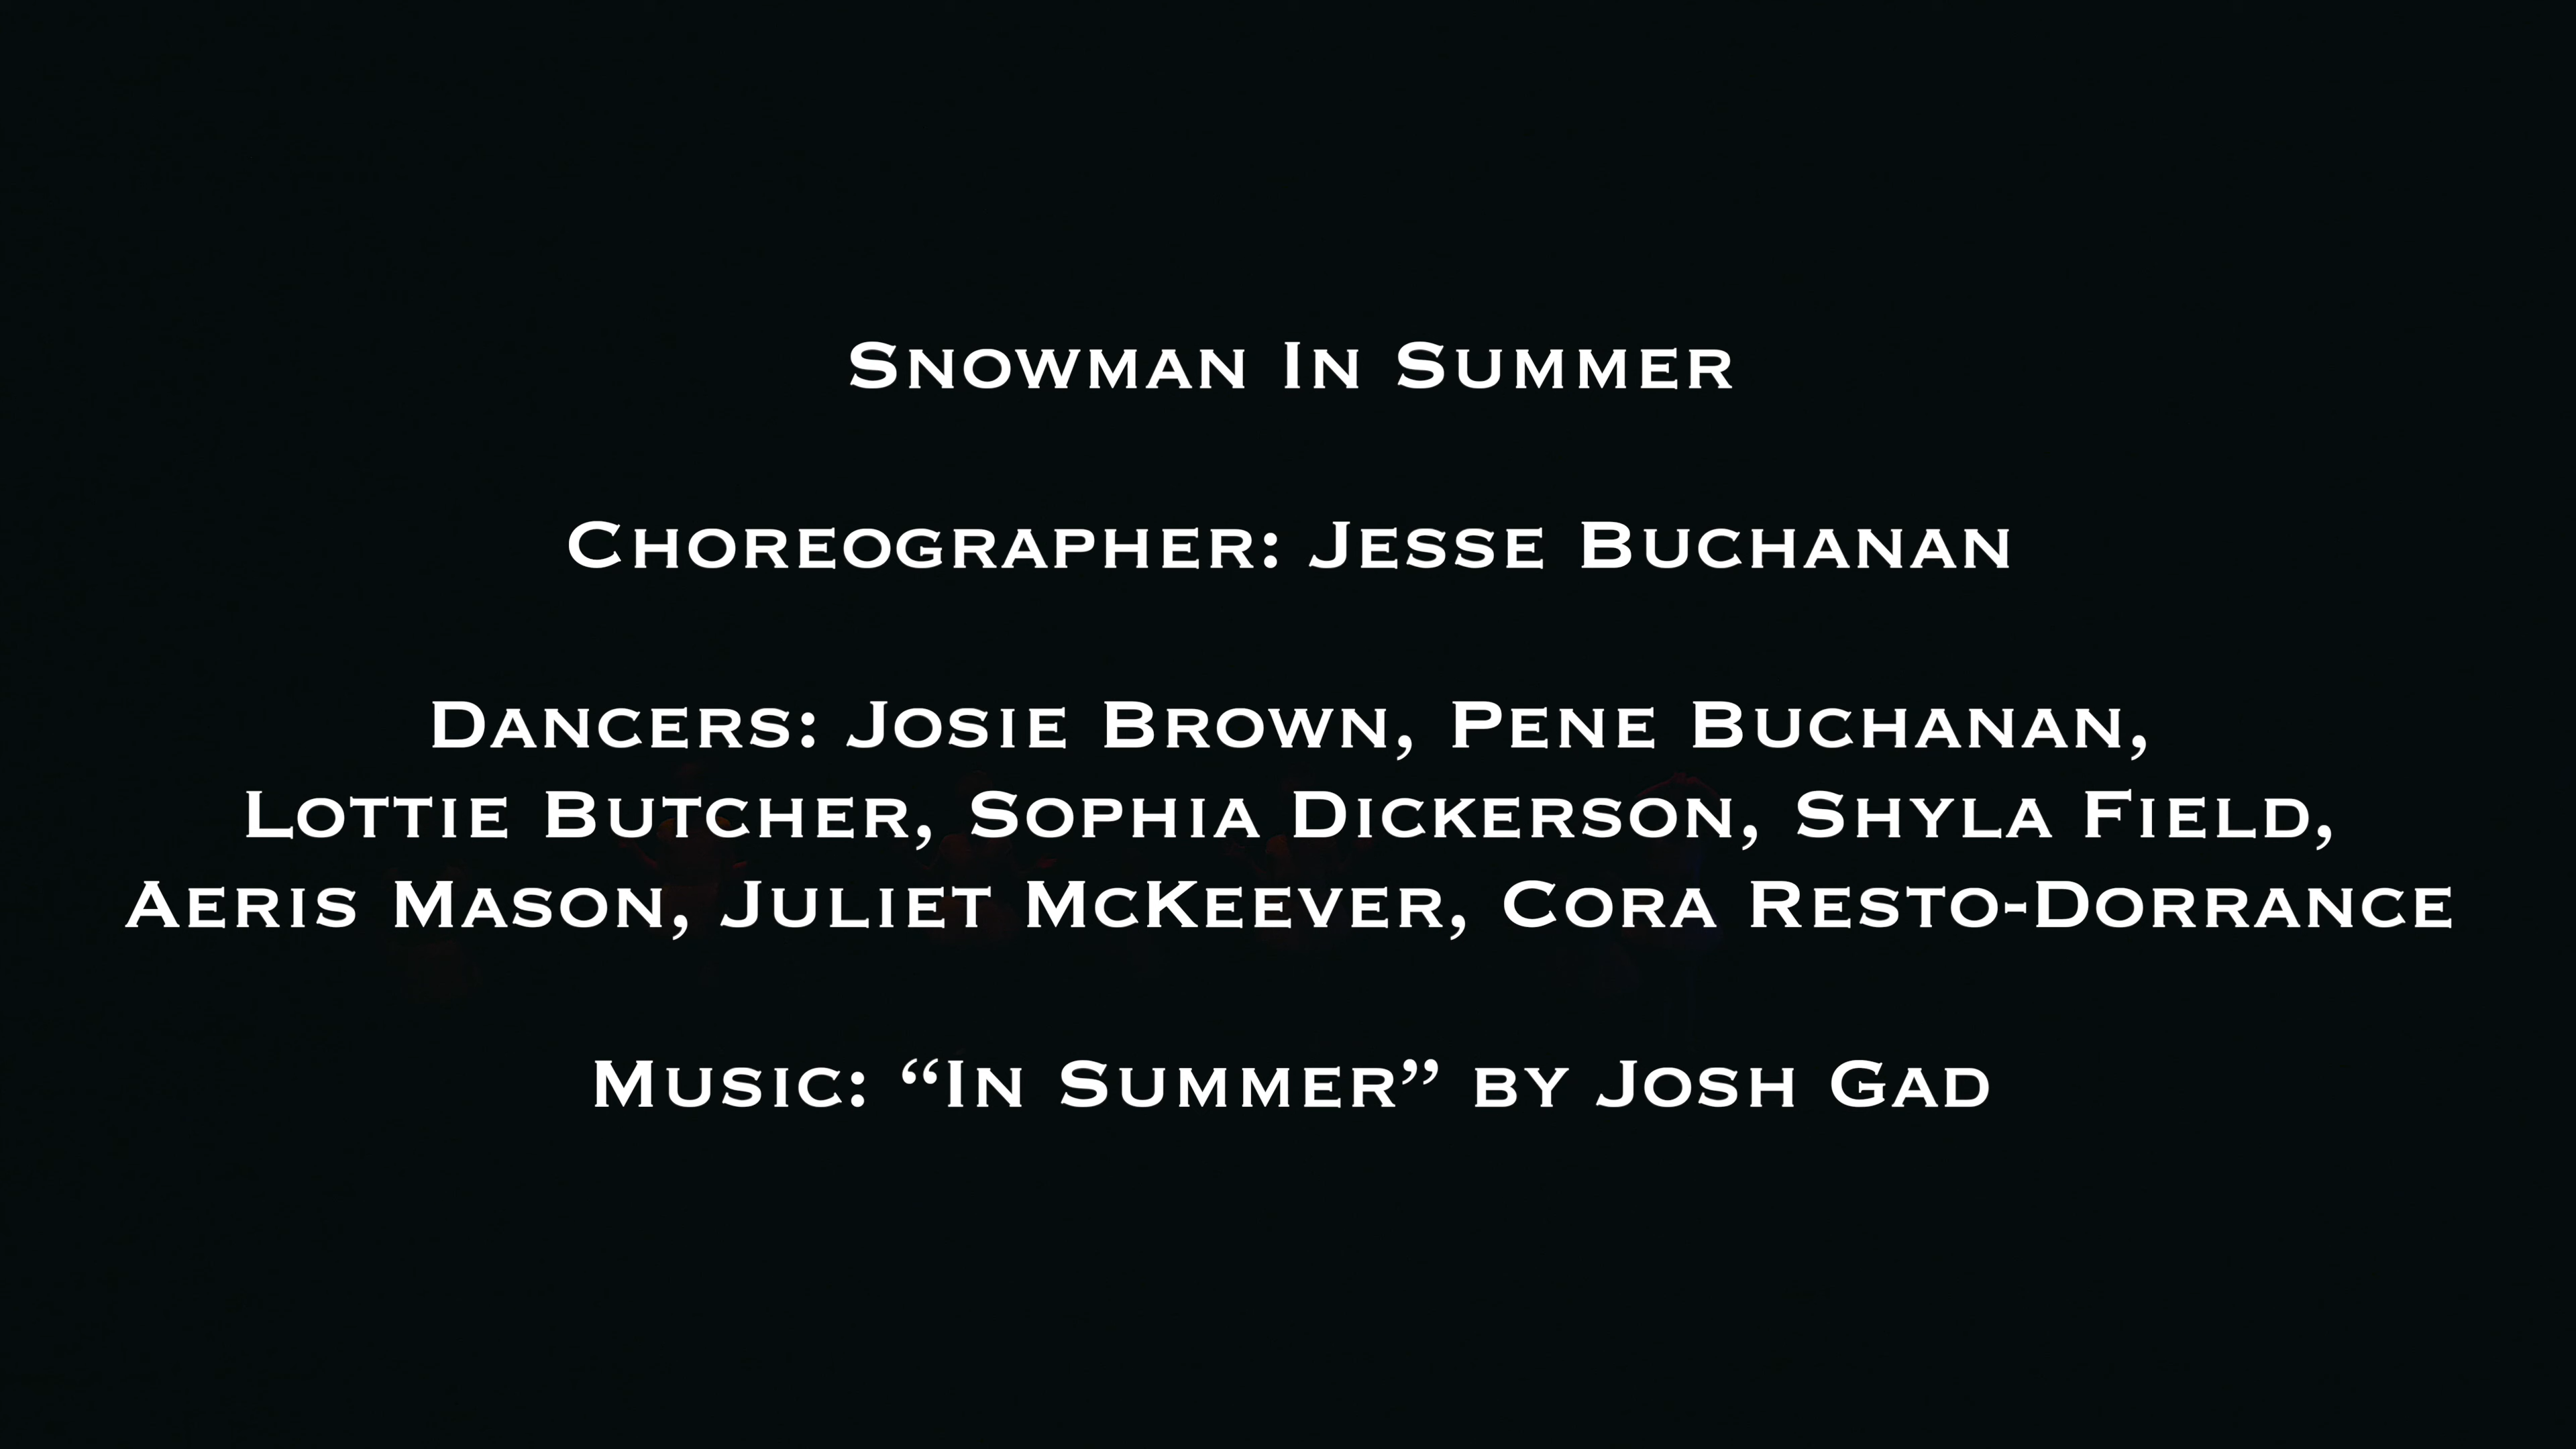 Snowman In Summer
Choreographer: Jesse Buchanan
Dancers: Josie Brown, Pene Buchanan,
Lottie Butcher, Sophia Dickerson, Shyla Field,
Aeris Mason, Juliet McKeever, Cora Resto-Dorrance
Music: “In Summer” by Josh Gad